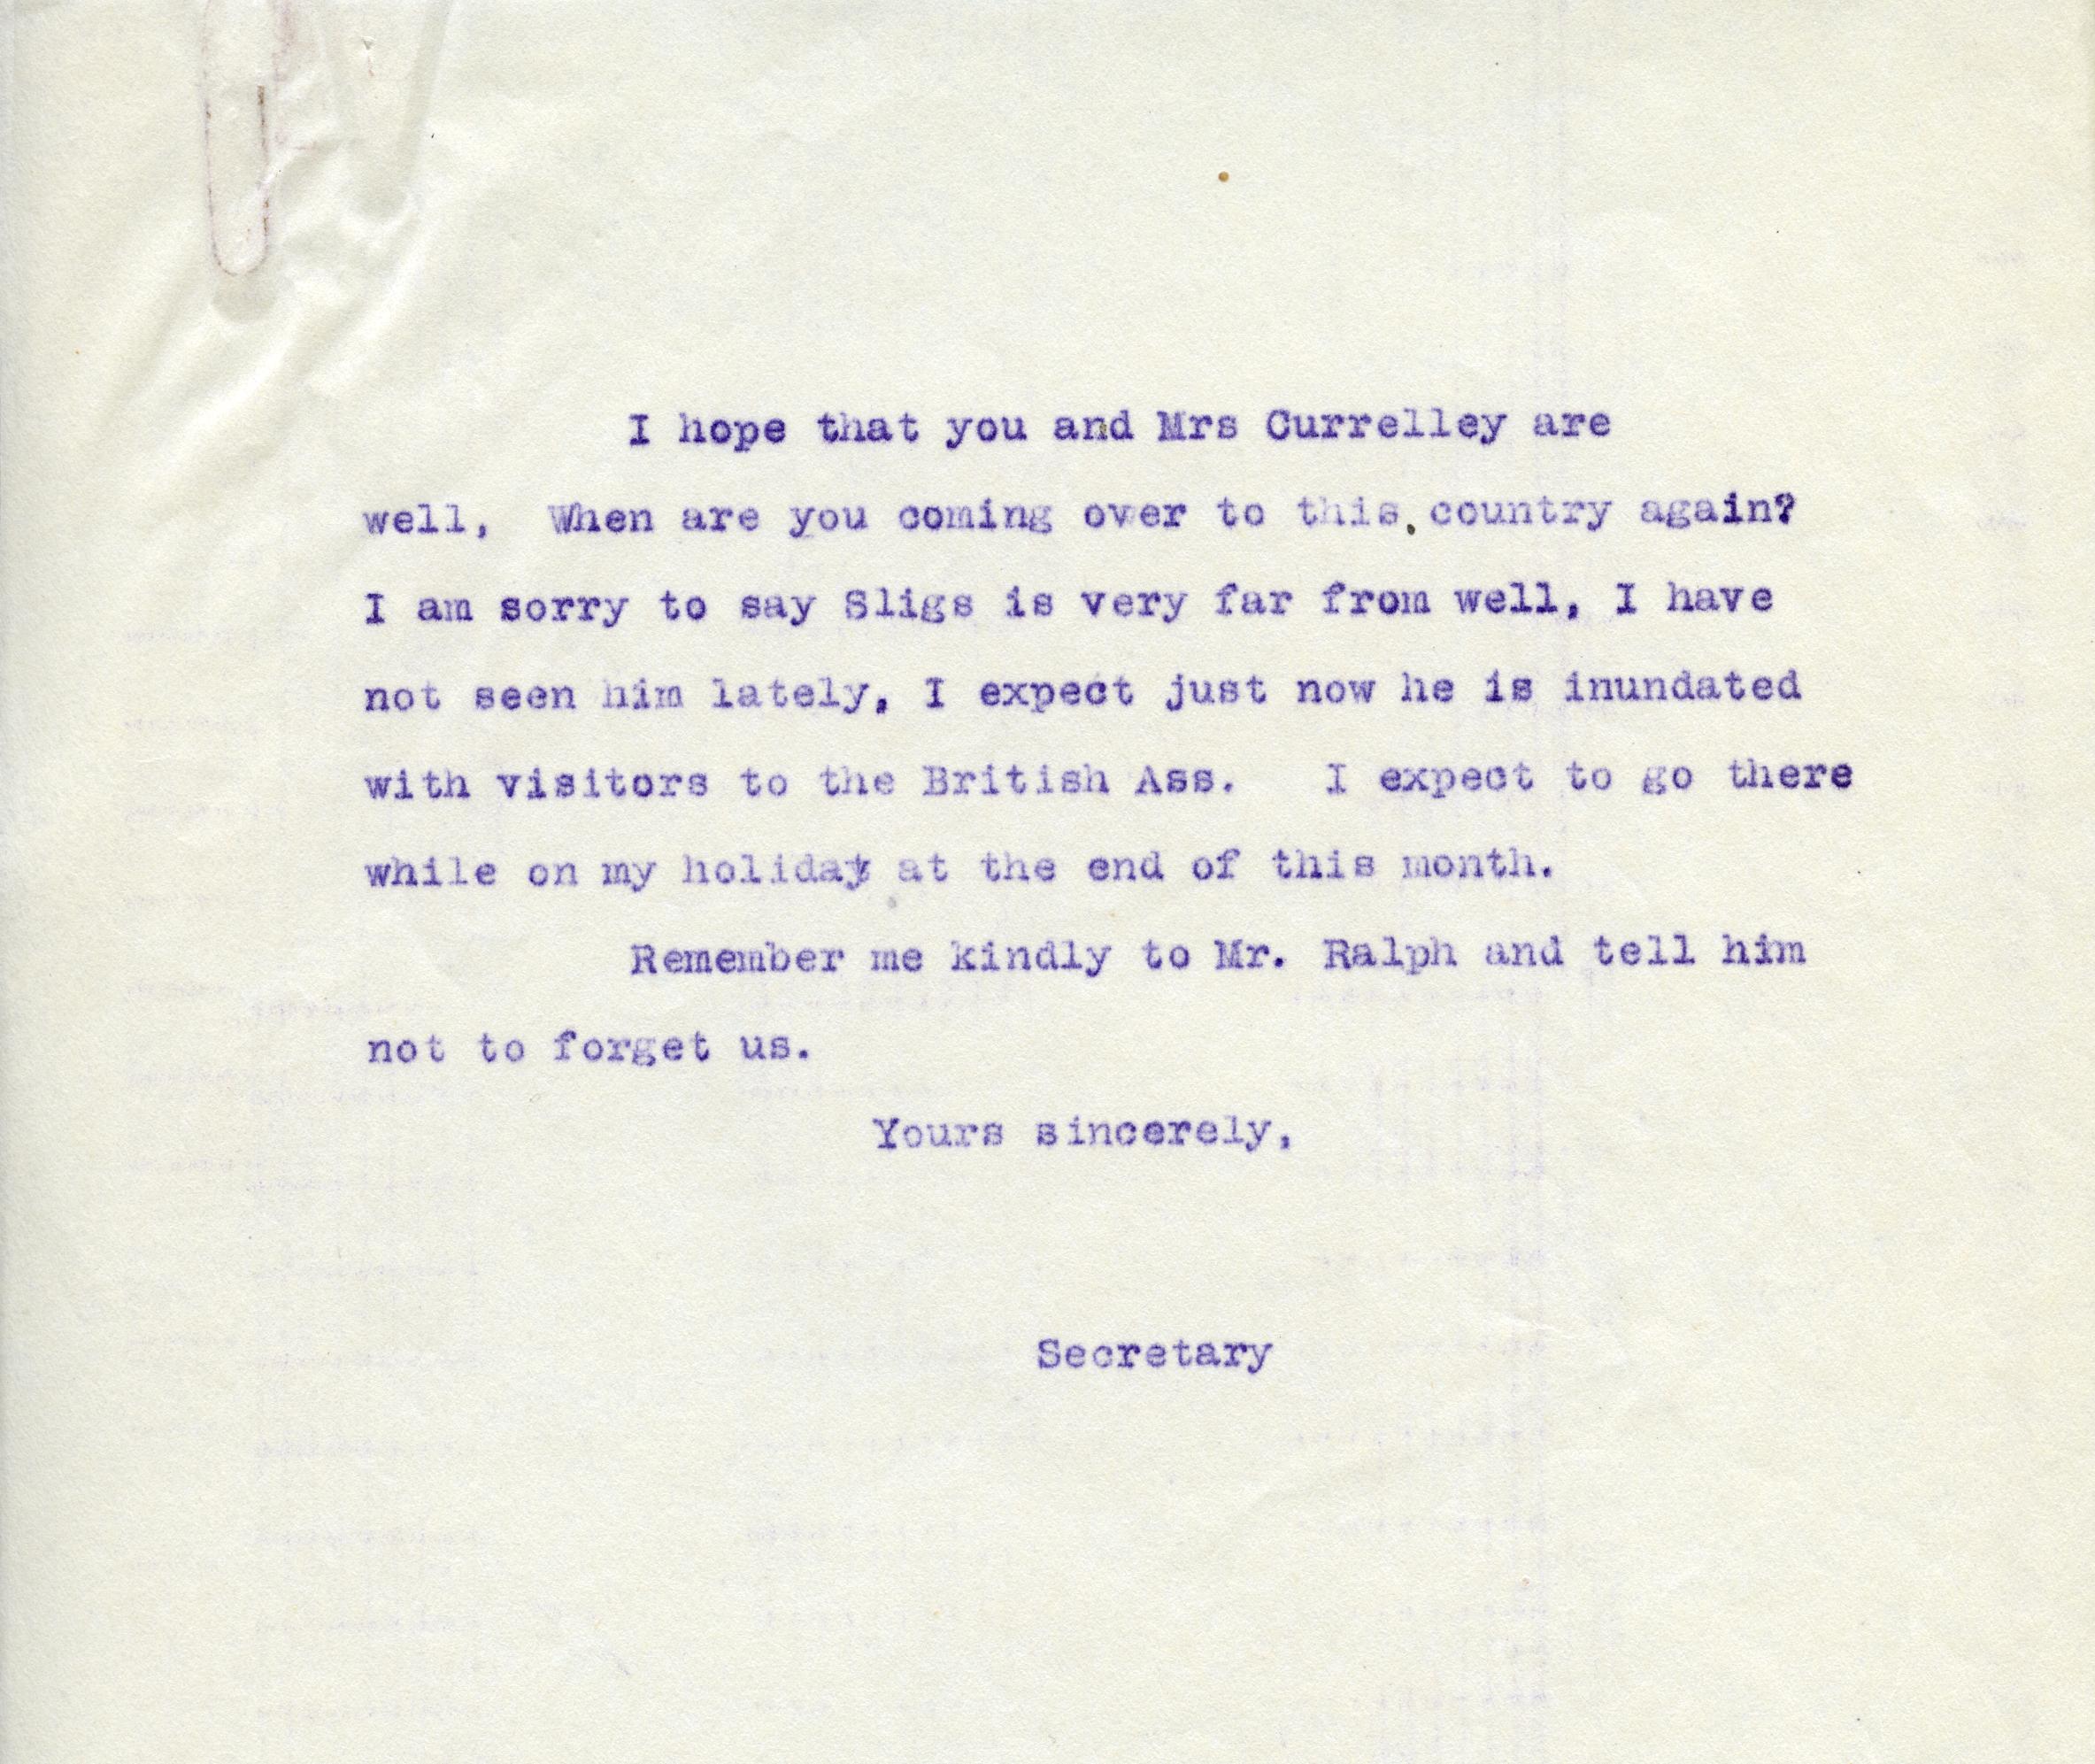 I hope that you and Mrs Currelley are
well, When are you coming over to this country again?
I am sorry to say Sligs is very far from well, I have
not seen him lately, I expect just now he is inundated
with visitors to the British Ass. I expect to go there
while on my holiday at the end of this month.
Remember me kindly to Mr. Ralph and tell him
not to forget us.
Yours sincerely,
Secretary